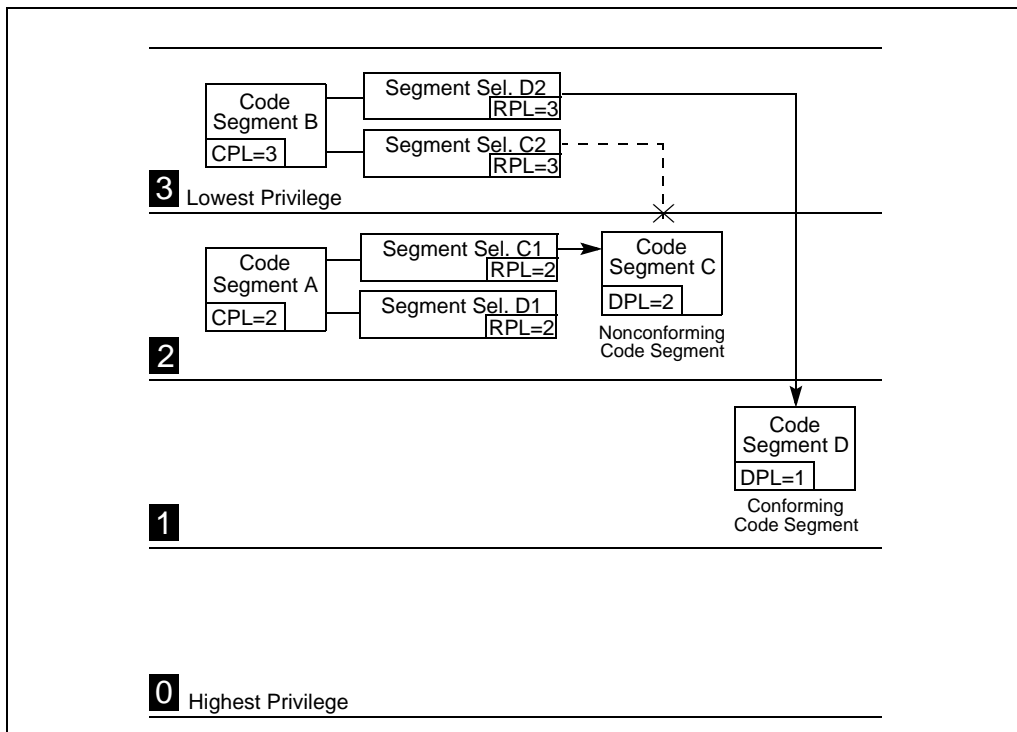 Code
Segment B
CPL=3
Segment Sel. D2
RPL=3
Segment Sel. C2
RPL=3
3 Lowest Privilege
Code
Segment A
CPL=2
Segment Sel. C1
RPL=2
Segment Sel. D1
RPL=2
Code
Segment C
DPL=2
Nonconforming
Code Segment
2
Code
Segment D
DPL=1
Conforming
Code Segment
1
0 Highest Privilege